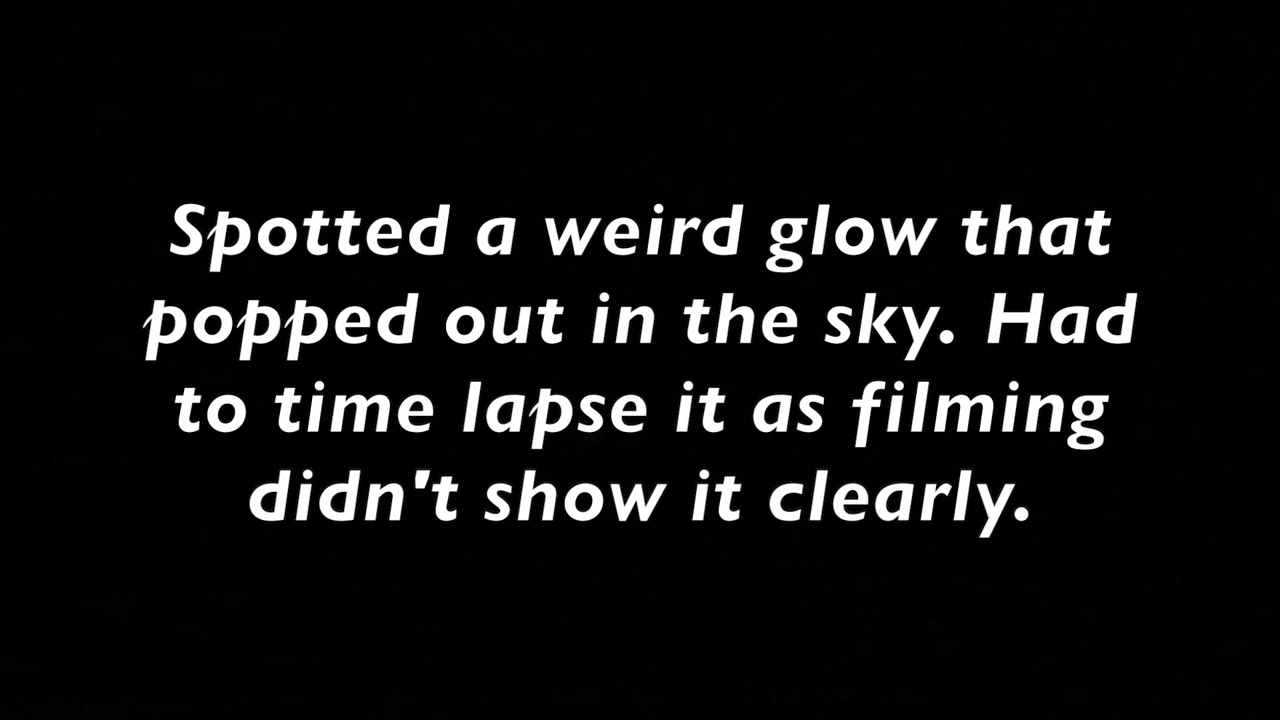 Spotted a weird glow that
popped out in the sky. Had
to time lapse it as filming
didn't show it clearly.